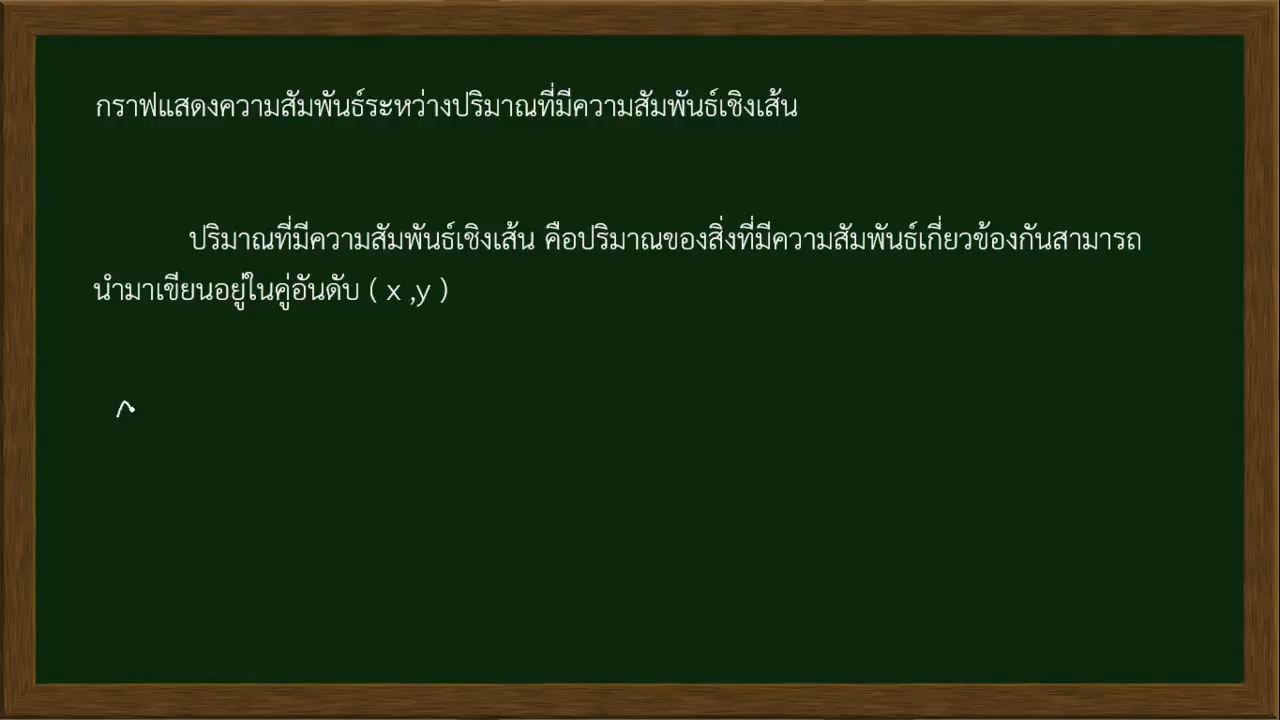 กราฟแสดงความสัมพันธ์ระหว่างปริมาณที่มีความสัมพันธ์เชิงเส้น
ปริมาณที่มีความสัมพันธ์เชิงเส้น คือปริมาณของสิ่งที่มีความสัมพันธ์เกี่ยวข้องกันสามารถ
นำมาเขียนอยู่ในคู่อันดับ ( x ,y )